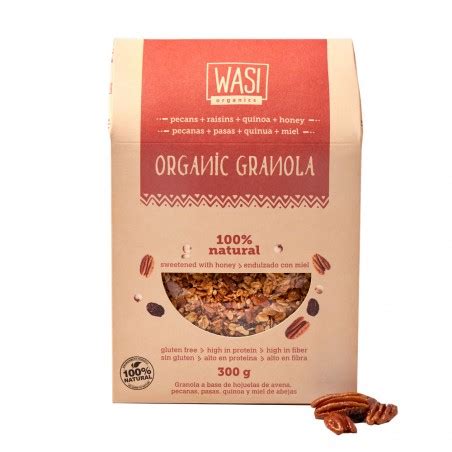 WASI
organics
pecans + raisins + quinoa + honey
pecanas + pasas + quinua + miel
ORGANIC GRANOLA
100%
natural
sweetened with honey > endulzado con miel
gluten free > high in protein > high in fiber
sin gluten > alto en proteína > alto en fibra
300 g
100%
NATURAL
Granola a base de hojuelas de avena,
pecanas, pasas, quinoa y miel de abejas